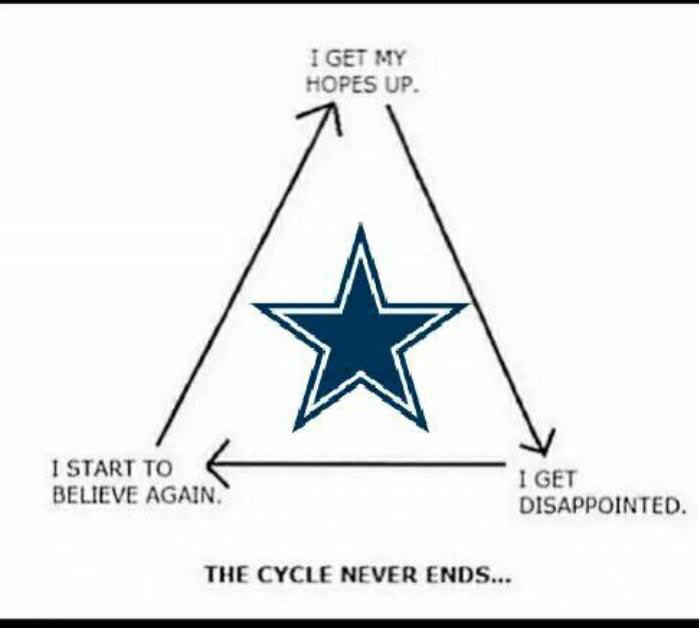 I GET MY
HOPES UP.
I START TO
BELIEVE AGAIN.
I GET
DISAPPOINTED.
THE CYCLE NEVER ENDS...